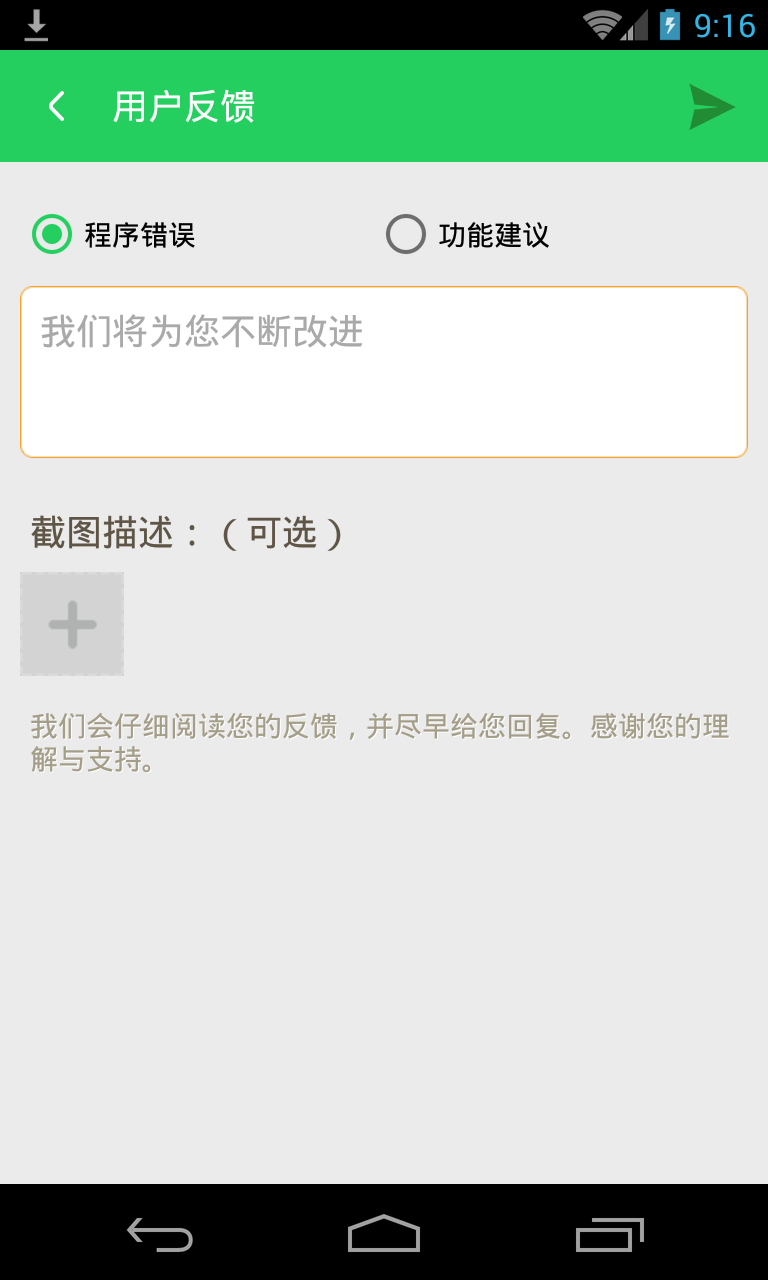 9:16
用户反馈
程序错误
功能建议
我们将为您不断改进
截图描述：（可选）
我们会仔细阅读您的反馈，并尽早给您回复。感谢您的理
解与支持。